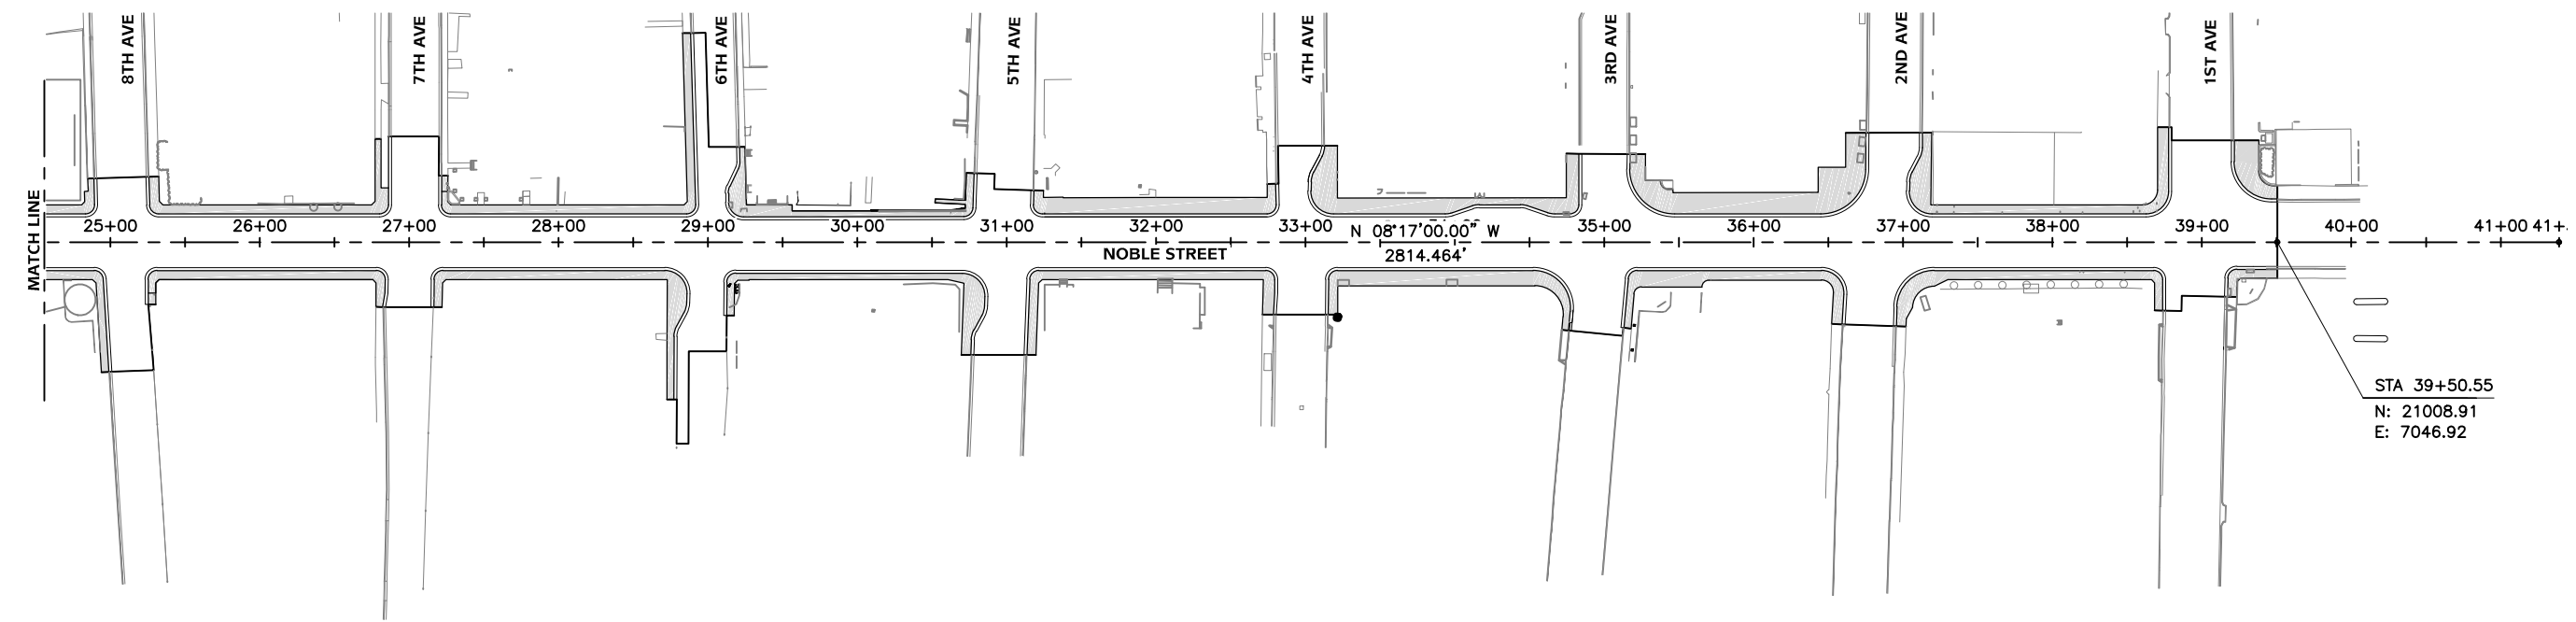 8TH AVE
7TH AVE
6TH AVE
5TH AVE
4TH AVE
3RD AVE
2ND AVE
1ST AVE
MATCH LINE
25+00
26+00
27+00
28+00
29+00
30+00
31+00
32+00
33+00
N 08°17'00.00" W
35+00
36+00
37+00
38+00
39+00
40+00
41+00
41+
NOBLE STREET
2814.464'
STA 39+50.55
N: 21008.91
E: 7046.92